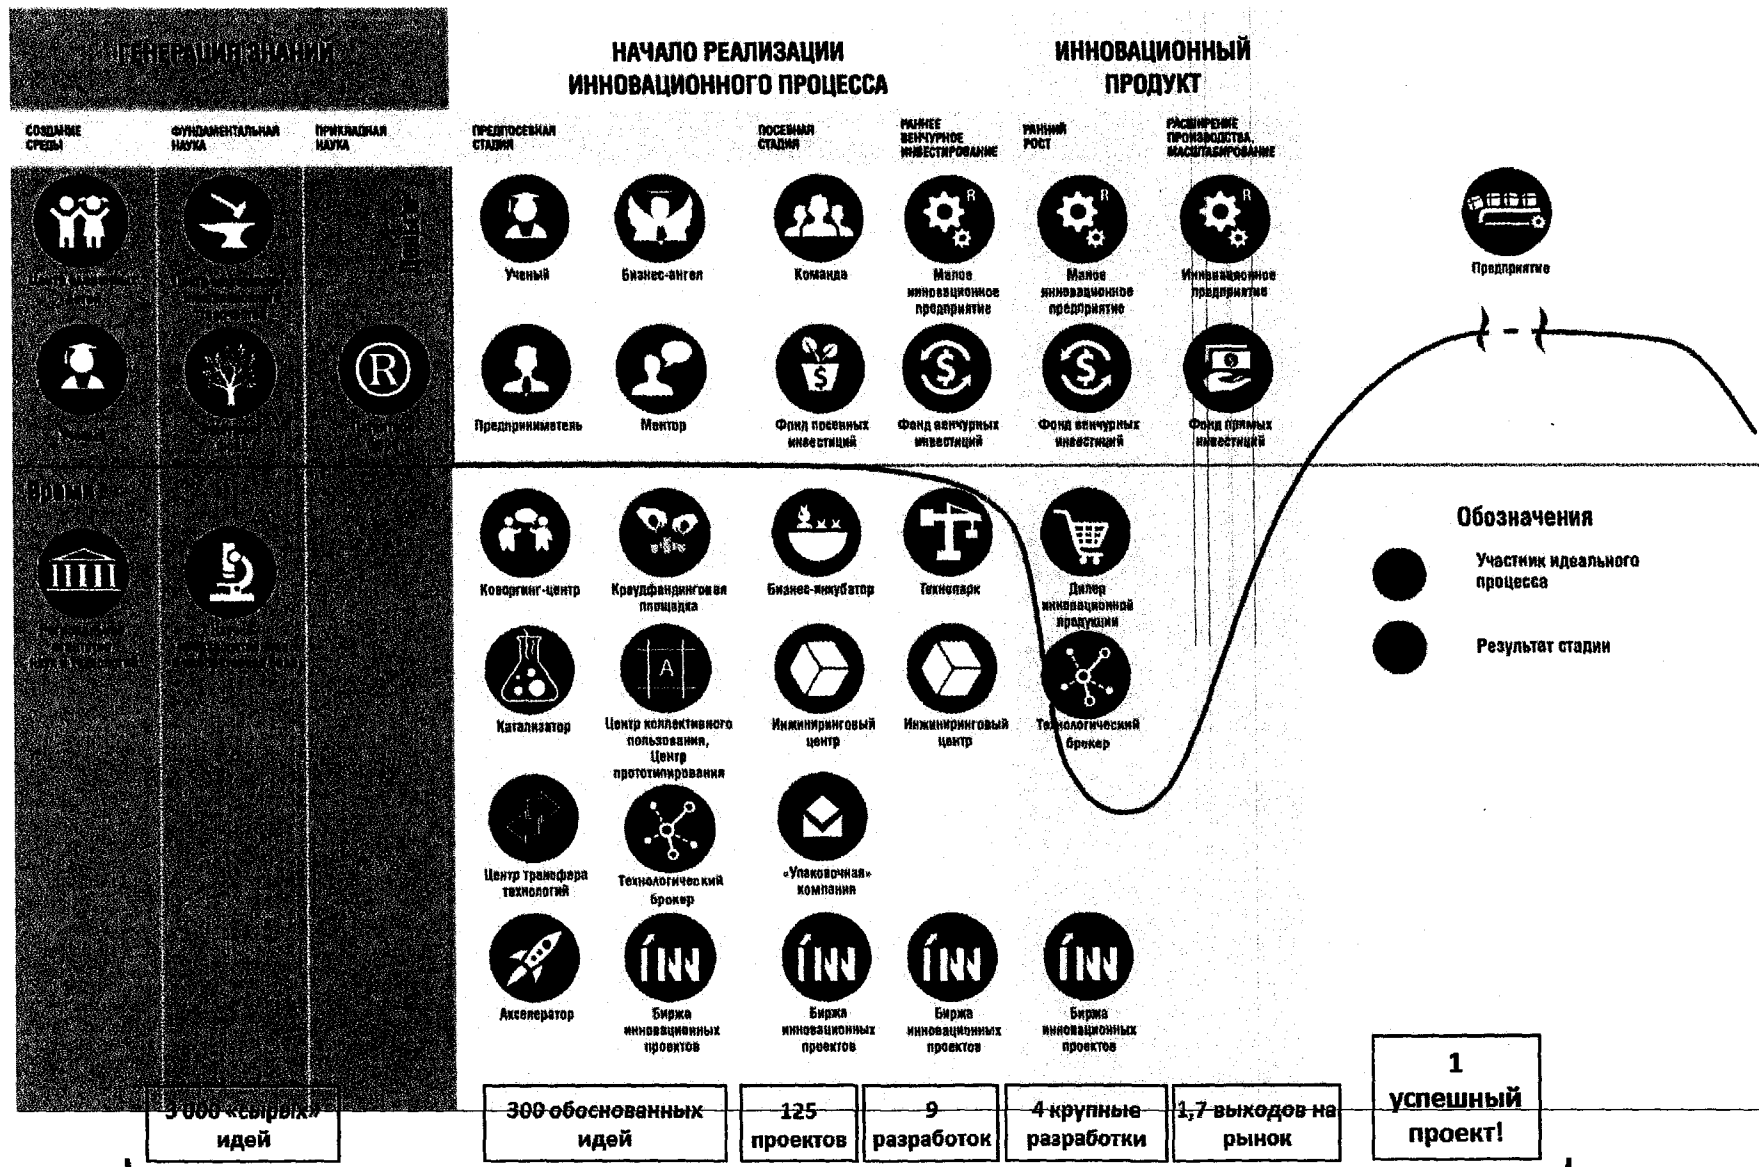 ГЕНЕРАЦИЯ ЗНАНИЙ
НАЧАЛО РЕАЛИЗАЦИИ
ИННОВАЦИОННОГО ПРОЦЕССА
ИННОВАЦИОННЫЙ
ПРОДУКТ
СОЗДАНИЕ
СРЕДЫ
ФУНДАМЕНТАЛЬНАЯ
НАУКА
ПРИКЛАДНАЯ
НАУКА
ПРЕДПОСЕВНАЯ
СТАДИЯ
ПОСЕВНАЯ
СТАДИЯ
РАННЕЕ
ВЕНЧУРНОЕ
ИНВЕСТИРОВАНИЕ
РАННИЙ
РОСТ
РАСШИРЕНИЕ
ПРОИЗВОДСТВА,
МАСШТАБИРОВАНИЕ
Ученый
Бизнес-ангел
Команда
Малое
инновационное
предприятие
Малое
инновационное
предприятие
Инновационное
предприятие
Предприятие
Предприниматель
Ментор
Фонд посевных
инвестиций
Фонд венчурных
инвестиций
Фонд венчурных
инвестиций
Фонд прямых
инвестиций
Время
Коворкинг-центр
Краудфандинговая
площадка
Бизнес-инкубатор
Технопарк
Дилер
инновационной
продукции
Обозначения
Участник идеального
процесса
Результат стадии
Катализатор
Центр коллективного
пользования,
Центр
прототипирования
Инжиниринговый
центр
Инжиниринговый
центр
Технологический
брокер
Центр трансфера
технологий
Технологический
брокер
«Упаковочная»
компания
Акселератор
Биржа
инновационных
проектов
Биржа
инновационных
проектов
Биржа
инновационных
проектов
Биржа
инновационных
проектов
3 000 «сырых»
идей
300 обоснованных
идей
125
проектов
9
разработок
4 крупные
разработки
1,7 выходов на
рынок
1
успешный
проект!